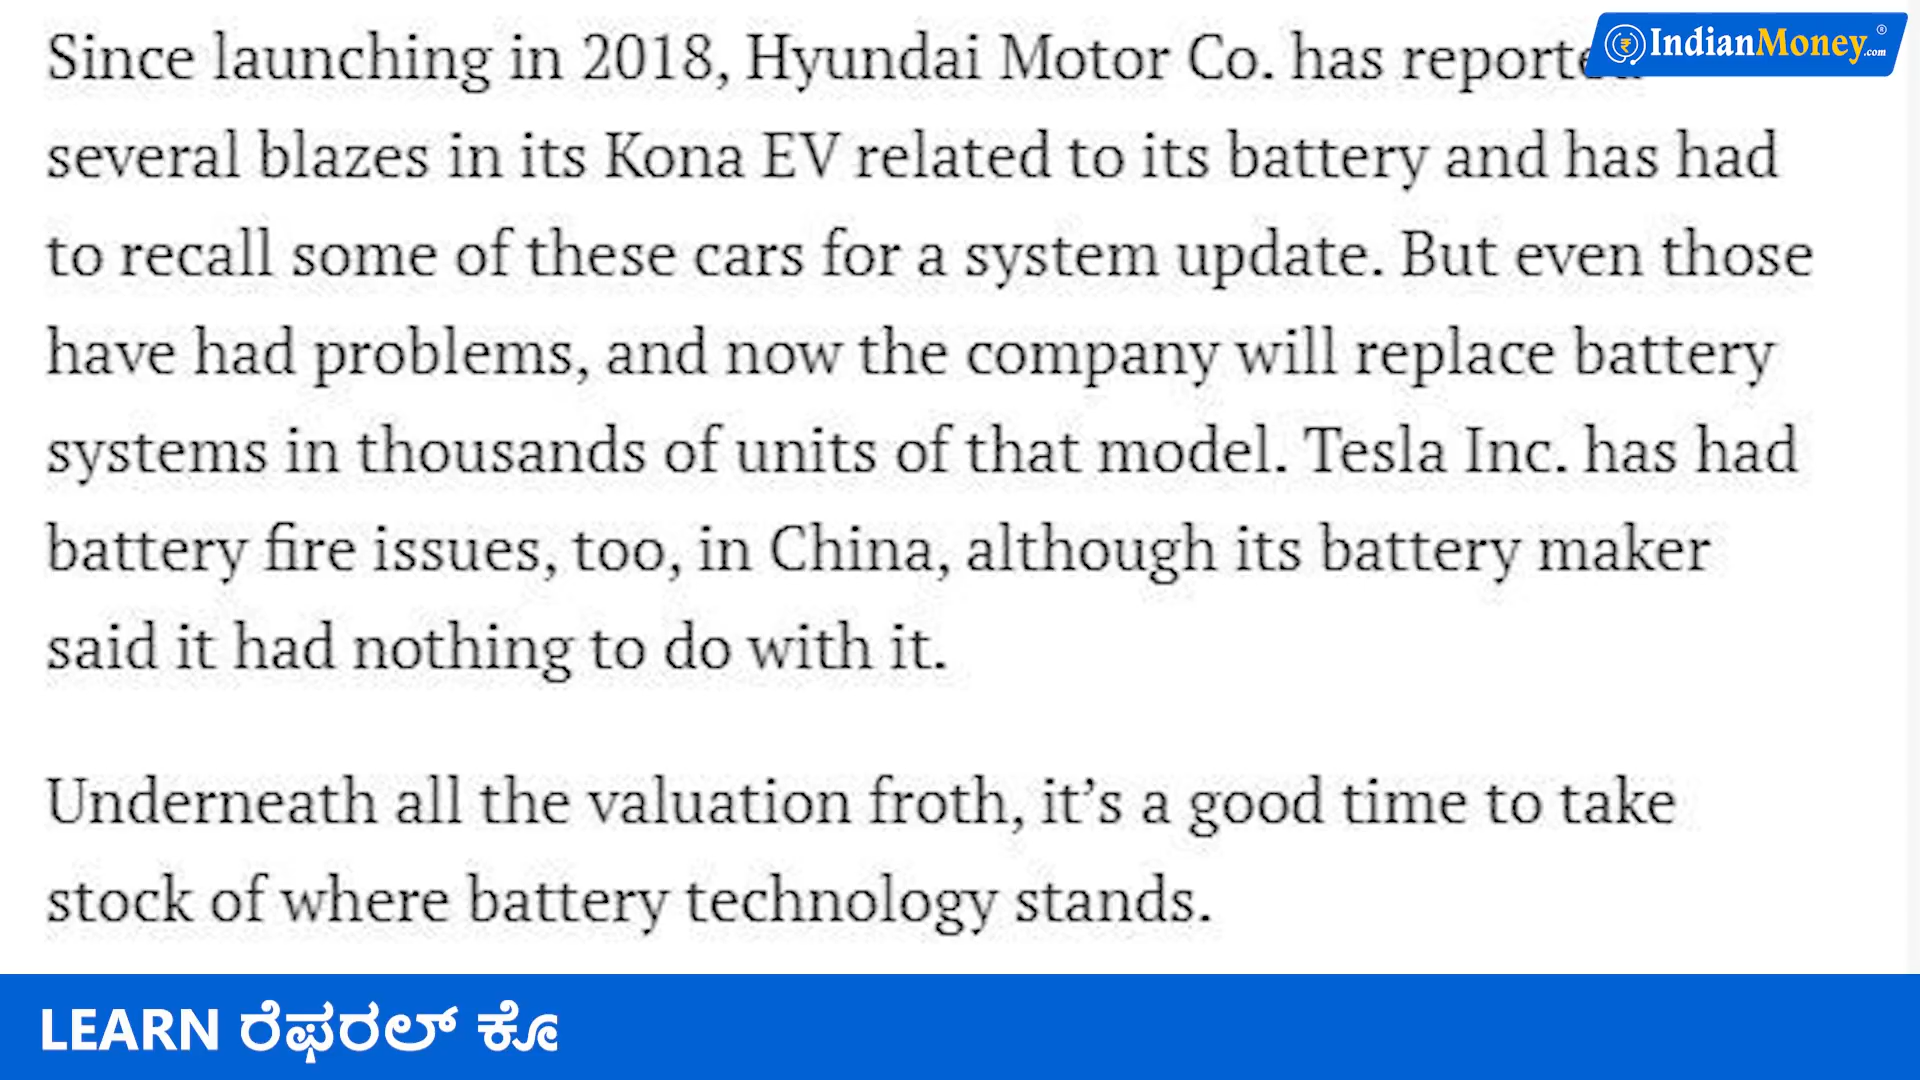 Since launching in 2018, Hyundai Motor Co. has reported
IndianMoney.com
several blazes in its Kona EV related to its battery and has had
to recall some of these cars for a system update. But even those
have had problems, and now the company will replace battery
systems in thousands of units of that model. Tesla Inc. has had
battery fire issues, too, in China, although its battery maker
said it had nothing to do with it.
Underneath all the valuation froth, it’s a good time to take
stock of where battery technology stands.
LEARN ರೆಫರಲ್ ಕೊ